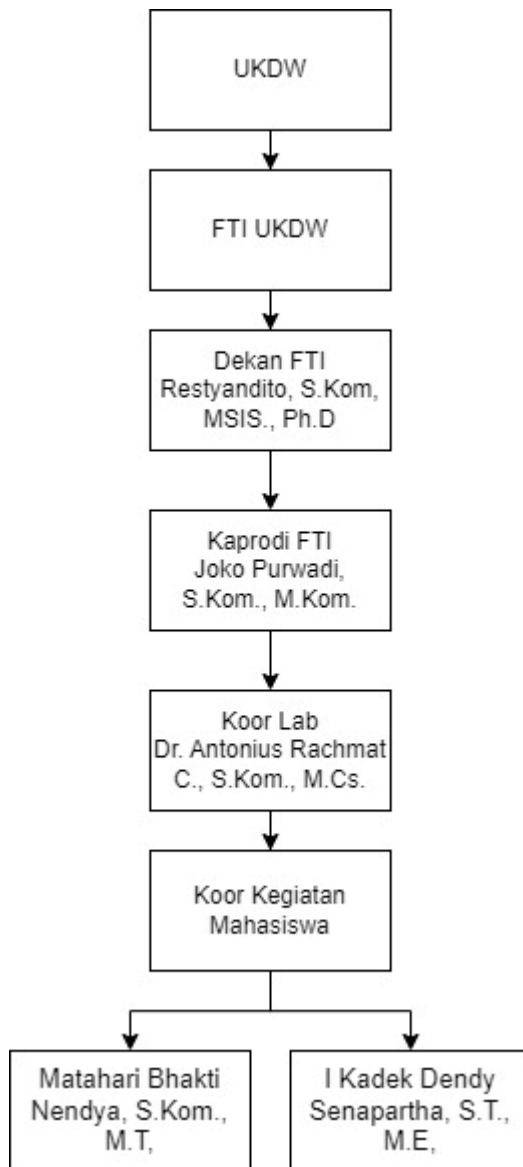 UKDW
FTI UKDW
Dekan FTI
Restyandito, S.Kom,
MSIS., Ph.D
Kaprodi FTI
Joko Purwadi,
S.Kom., M.Kom.
Koor Lab
Dr. Antonius Rachmat
C., S.Kom., M.Cs.
Koor Kegiatan
Mahasiswa
Matahari Bhakti
Nendya, S.Kom.,
M.T,
I Kadek Dendy
Senapartha, S.T.,
M.E,